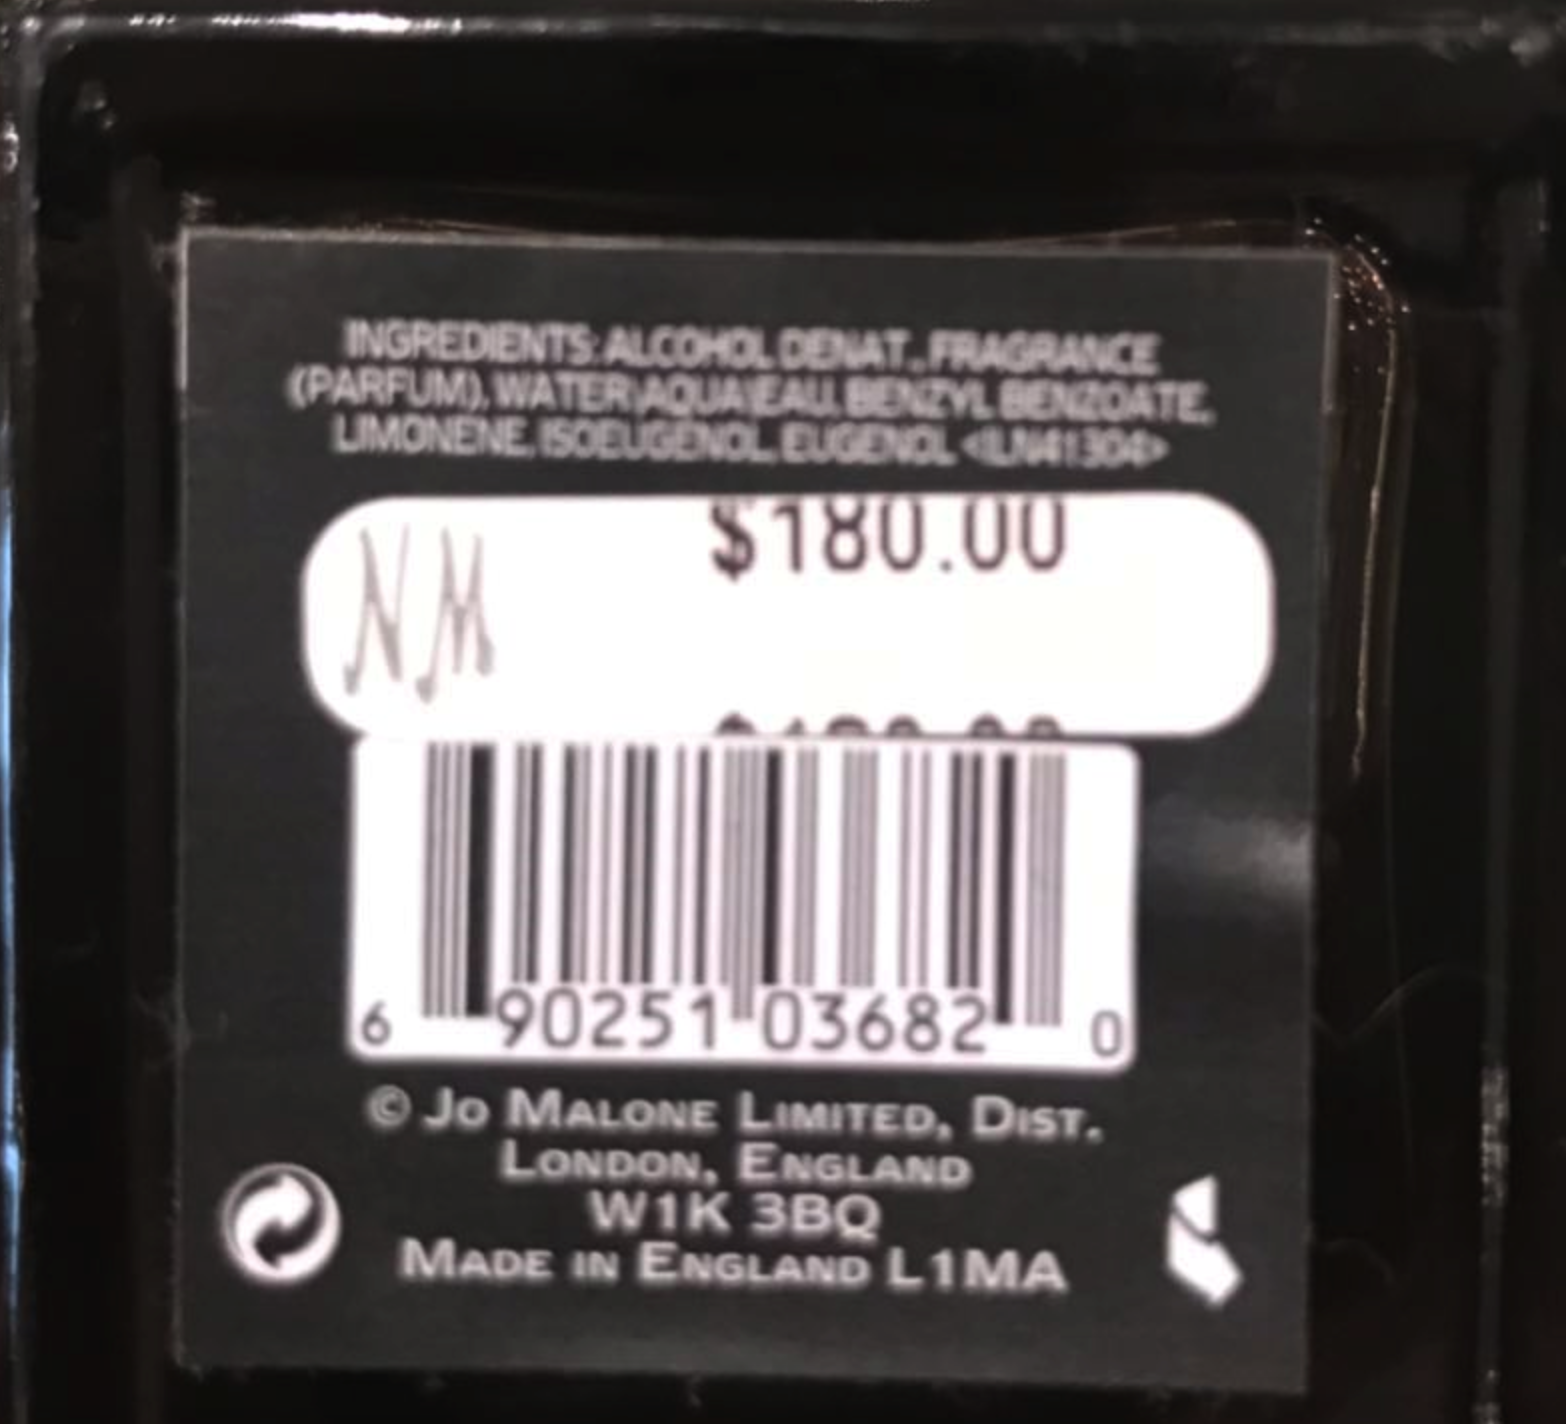 INGREDIENTS: ALCOHOL DENAT., FRAGRANCE
(PARFUM), WATER\AQUA\EAU, BENZYL BENZOATE,
LIMONENE, ISOEUGENOL, EUGENOL <ILN41304>
$180.00
NM
6 90251 03682 0
© JO MALONE LIMITED, DIST.
LONDON, ENGLAND
W1K 3BQ
MADE IN ENGLAND L1MA